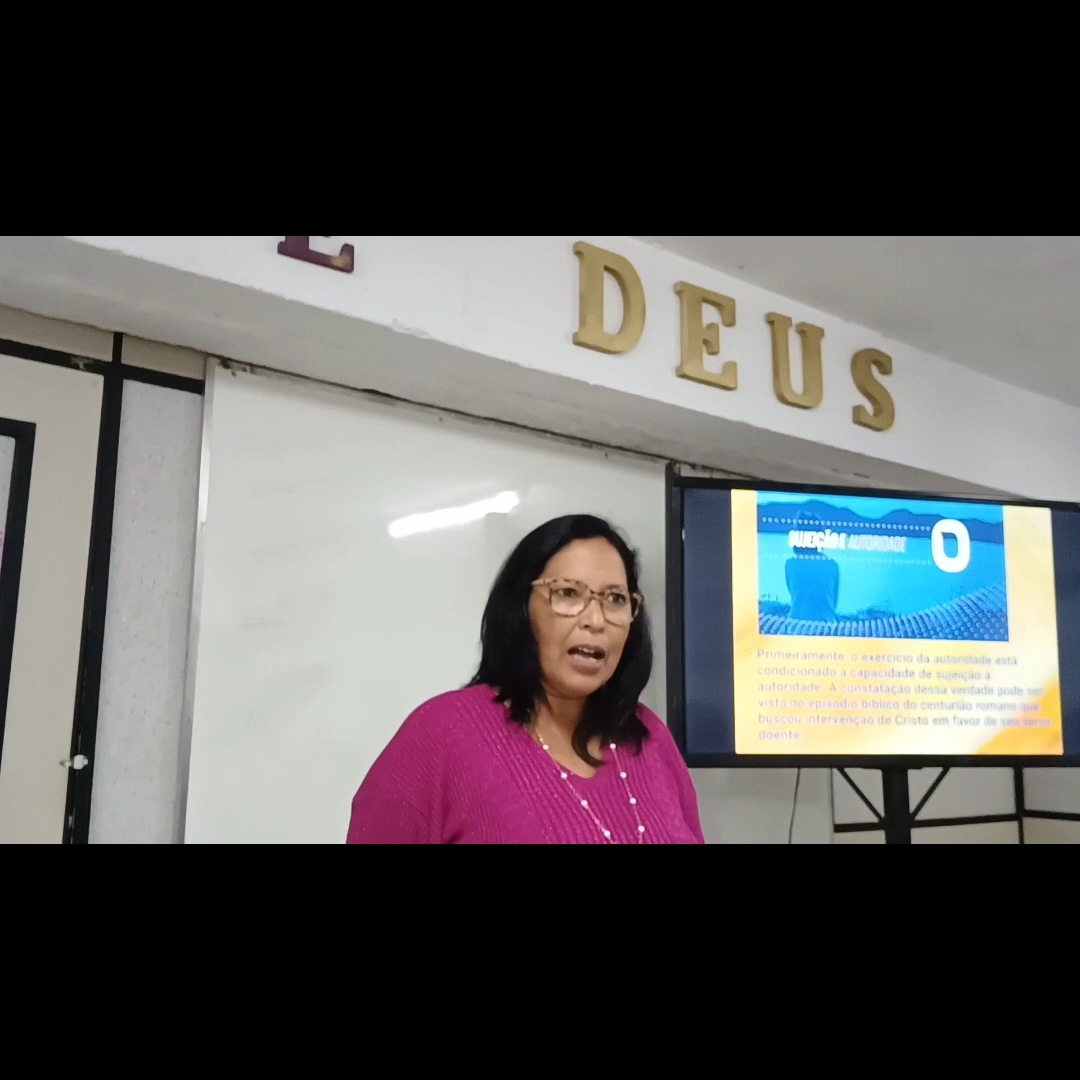 E DEUS
SUJEIÇÃO E AUTORIDADE
Primeiramente, o exercício da autoridade está
condicionado à capacidade de sujeição à
autoridade. A constatação dessa verdade pode ser
vista no episódio bíblico do centurião romano que
buscou intervenção de Cristo em favor de seu servo
doente.